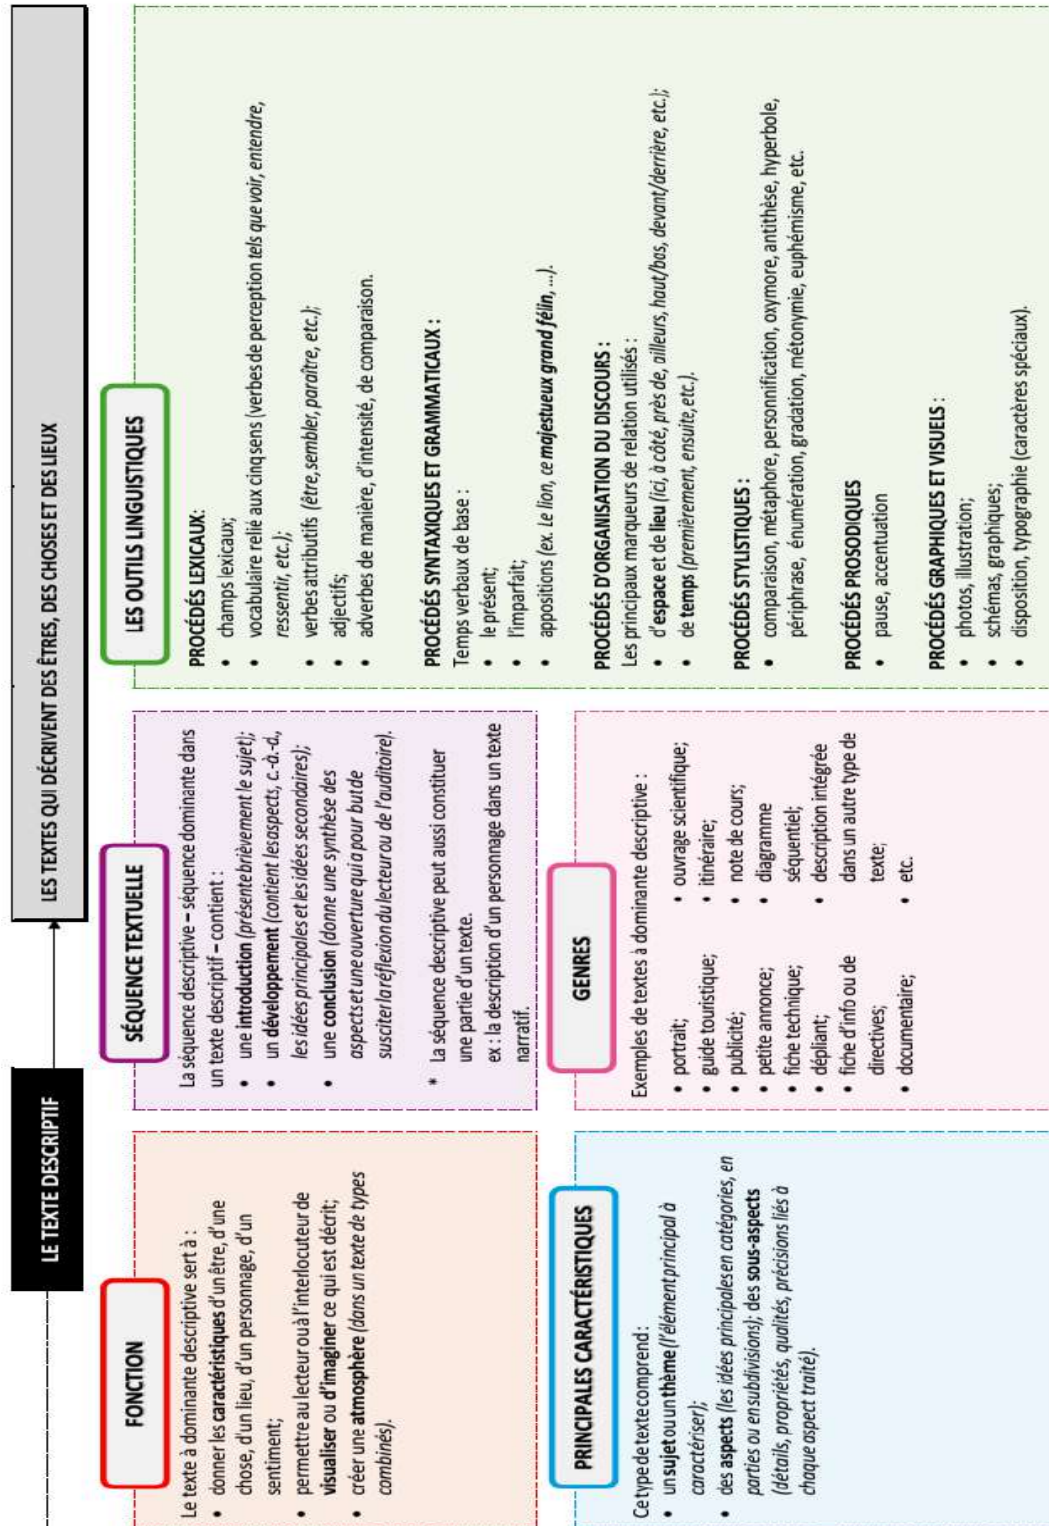 LE TEXTE DESCRIPTIF
LES TEXTES QUI DÉCRIVENT DES ÊTRES, DES CHOSES ET DES LIEUX
FONCTION
Le texte à dominante descriptive sert à :
• donner les caractéristiques d'un être, d'une
chose, d'un lieu, d'un personnage, d'un
sentiment;
• permettre au lecteur ou à l'interlocuteur de
visualiser ou d'imaginer ce qui est décrit;
• créer une atmosphère (dans un texte de types
combinés).
PRINCIPALES CARACTÉRISTIQUES
Ce type de texte comprend :
• un sujet ou un thème (l'élément principal à
caractériser);
• des aspects (les idées principales en catégories, en
parties ou en subdivisions); des sous-aspects
(détails, propriétés, qualités, précisions liés à
chaque aspect traité).
SÉQUENCE TEXTUELLE
La séquence descriptive – séquence dominante dans
un texte descriptif – contient :
• une introduction (présente brièvement le sujet);
• un développement (contient les aspects, c.-à.-d.,
les idées principales et les idées secondaires);
• une conclusion (donne une synthèse des
aspects et une ouverture qui a pour but de
susciter la réflexion du lecteur ou de l'auditoire).
* La séquence descriptive peut aussi constituer
une partie d'un texte.
ex : la description d'un personnage dans un texte
narratif.
GENRES
Exemples de textes à dominante descriptive :
• portrait;
• guide touristique;
• publicité;
• petite annonce;
• fiche technique;
• dépliant;
• fiche d'info ou de
directives;
• documentaire;
• ouvrage scientifique;
• itinéraire;
• note de cours;
• diagramme
séquentiel;
• description intégrée
dans un autre type de
texte;
• etc.
LES OUTILS LINGUISTIQUES
PROCÉDÉS LEXICAUX:
• champs lexicaux;
• vocabulaire relié aux cinq sens (verbes de perception tels que voir, entendre,
ressentir, etc.);
• verbes attributifs (être, sembler, paraître, etc.);
• adjectifs;
• adverbes de manière, d'intensité, de comparaison.
PROCÉDÉS SYNTAXIQUES ET GRAMMATICAUX :
Temps verbaux de base :
• le présent;
• l'imparfait;
• appositions (ex. Le lion, ce majestueux grand félin, ...).
PROCÉDÉS D'ORGANISATION DU DISCOURS :
Les principaux marqueurs de relation utilisés :
• d'espace et de lieu (ici, à côté, près de, ailleurs, haut/bas, devant/derrière, etc.);
• de temps (premièrement, ensuite, etc.).
PROCÉDÉS STYLISTIQUES :
• comparaison, métaphore, personnification, oxymore, antithèse, hyperbole,
périphrase, énumération, gradation, métonymie, euphémisme, etc.
PROCÉDÉS PROSODIQUES
• pause, accentuation
PROCÉDÉS GRAPHIQUES ET VISUELS :
• photos, illustration;
• schémas, graphiques;
• disposition, typographie (caractères spéciaux).